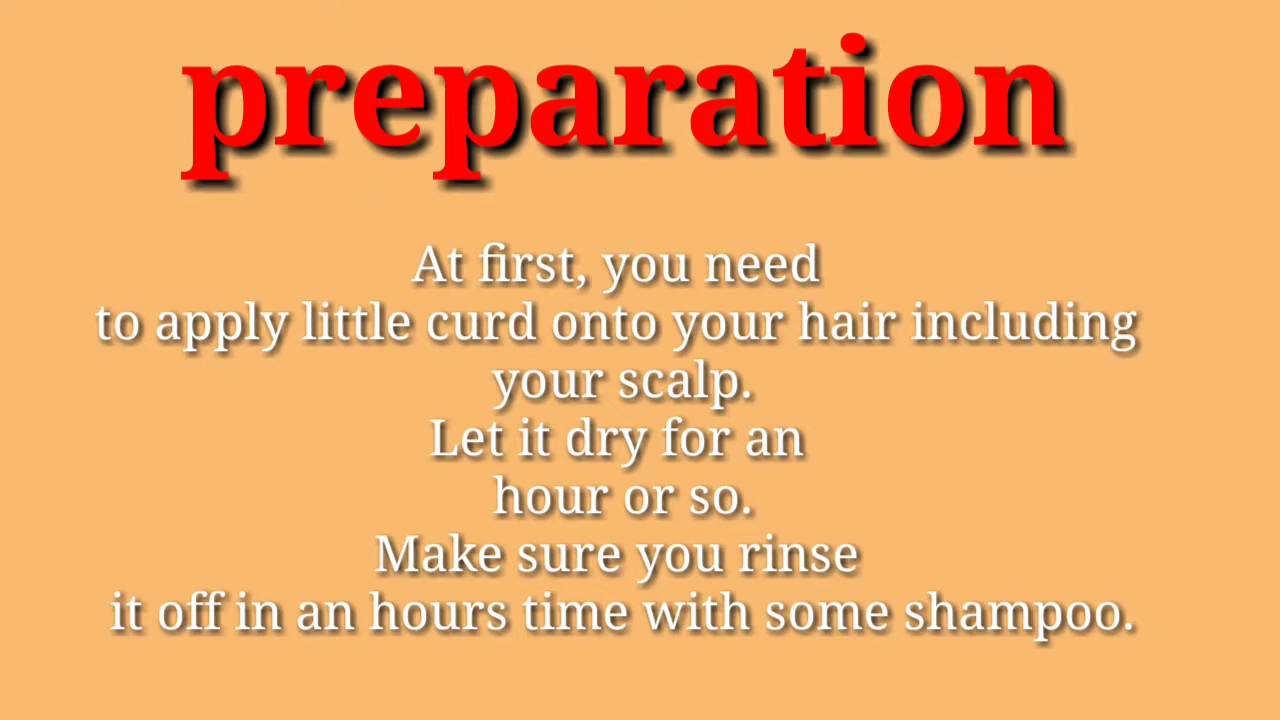 preparation
At first, you need
to apply little curd onto your hair including
your scalp.
Let it dry for an
hour or so.
Make sure you rinse
it off in an hours time with some shampoo.